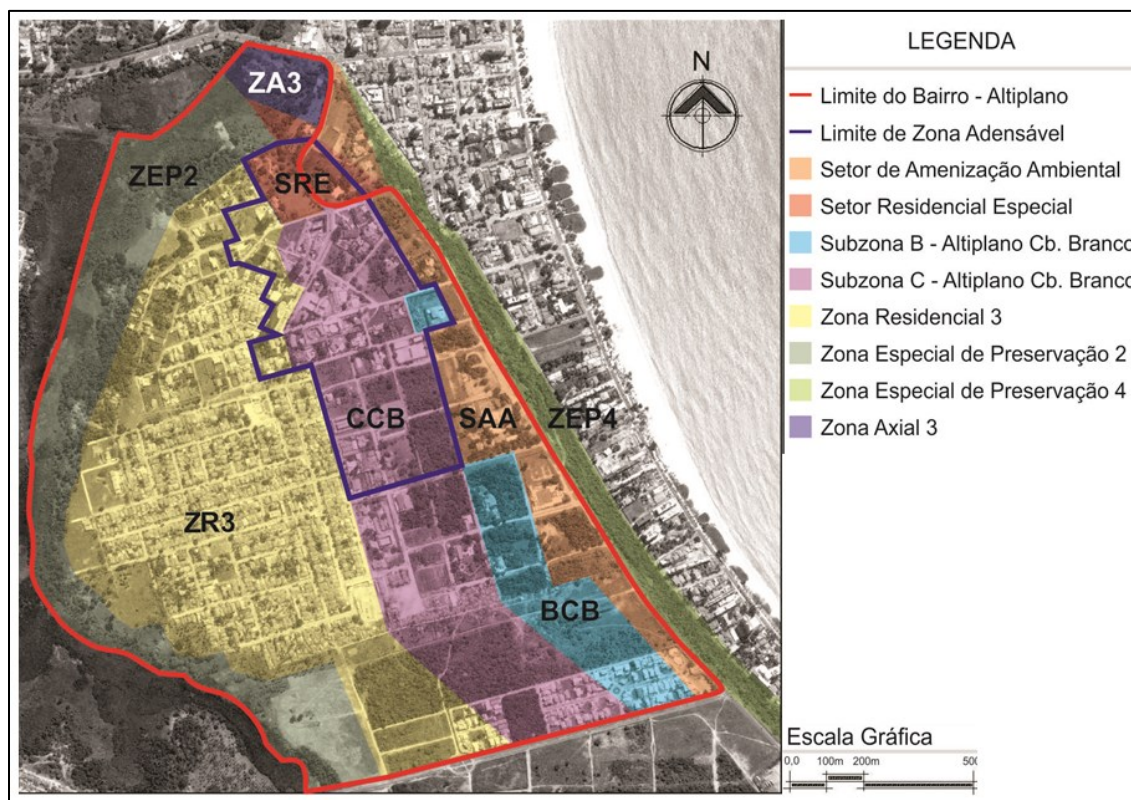 LEGENDA
Limite do Bairro - Altiplano
Limite de Zona Adensável
Setor de Amenização Ambiental
Setor Residencial Especial
Subzona B - Altiplano Cb. Branco
Subzona C - Altiplano Cb. Branco
Zona Residencial 3
Zona Especial de Preservação 2
Zona Especial de Preservação 4
Zona Axial 3
N
ZA3
ZEP2
SRE
CCB
SAA
ZEP4
ZR3
BCB
Escala Gráfica
0,0 100m 200m 500